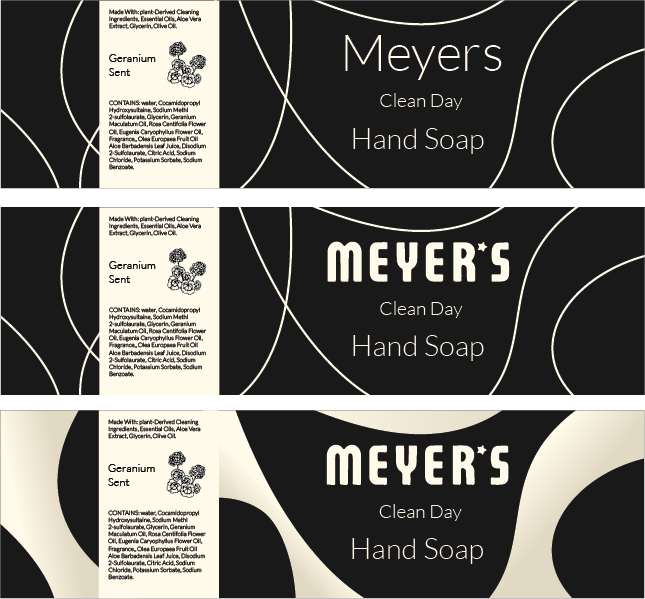 Made With: plant-Derived Cleaning
Ingredients, Essential Oils, Aloe Vera
Extract, Glycerin, Olive Oil.
Geranium
Sent
CONTAINS: water, Cocamidopropyl
Hydroxysultaine, Sodium Methl
2-sulfolaurate, Glycerin, Geranium
Maculatum Oil, Rosa Centifolia Flower
Oil, Eugenia Caryophyllus Flower Oil,
Fragrance,, Olea Europaea Fruit Oil
Aloe Barbadensis Leaf Juice, Disodium
2-Sulfolaurate, Citric Acid, Sodium
Chloride, Potassium Sorbate, Sodium
Benzoate.
Meyers
Clean Day
Hand Soap
Made With: plant-Derived Cleaning
Ingredients, Essential Oils, Aloe Vera
Extract, Glycerin, Olive Oil.
Geranium
Sent
CONTAINS: water, Cocamidopropyl
Hydroxysultaine, Sodium Methl
2-sulfolaurate, Glycerin, Geranium
Maculatum Oil, Rosa Centifolia Flower
Oil, Eugenia Caryophyllus Flower Oil,
Fragrance,, Olea Europaea Fruit Oil
Aloe Barbadensis Leaf Juice, Disodium
2-Sulfolaurate, Citric Acid, Sodium
Chloride, Potassium Sorbate, Sodium
Benzoate.
MEYER'S
Clean Day
Hand Soap
Made With: plant-Derived Cleaning
Ingredients, Essential Oils, Aloe Vera
Extract, Glycerin, Olive Oil.
Geranium
Sent
CONTAINS: water, Cocamidopropyl
Hydroxysultaine, Sodium Methl
2-sulfolaurate, Glycerin, Geranium
Maculatum Oil, Rosa Centifolia Flower
Oil, Eugenia Caryophyllus Flower Oil,
Fragrance,, Olea Europaea Fruit Oil
Aloe Barbadensis Leaf Juice, Disodium
2-Sulfolaurate, Citric Acid, Sodium
Chloride, Potassium Sorbate, Sodium
Benzoate.
MEYER'S
Clean Day
Hand Soap